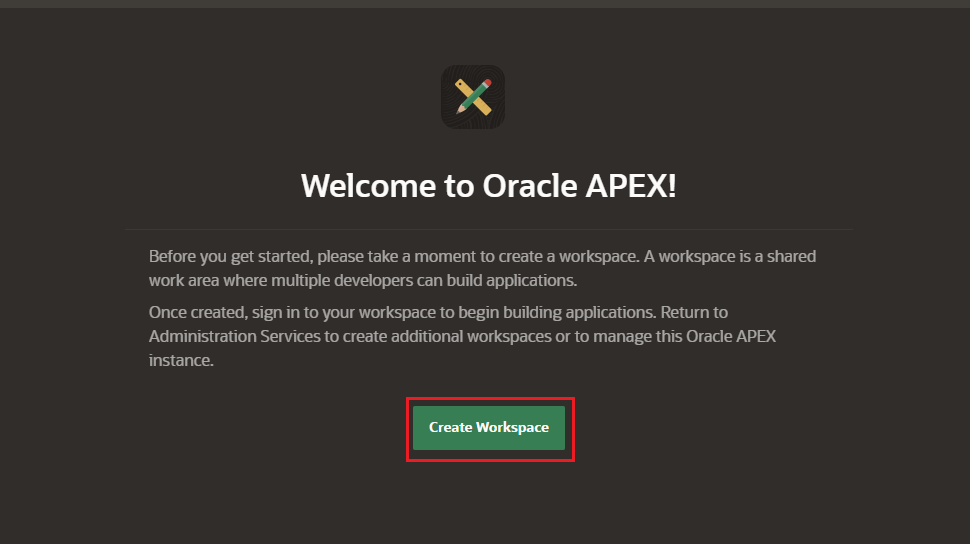 Welcome to Oracle APEX!
Before you get started, please take a moment to create a workspace. A workspace is a shared
work area where multiple developers can build applications.
Once created, sign in to your workspace to begin building applications. Return to
Administration Services to create additional workspaces or to manage this Oracle APEX
instance.
Create Workspace